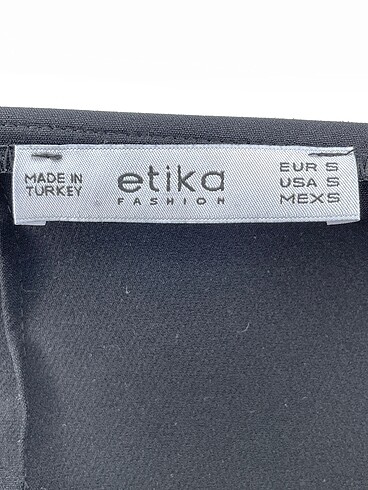 MADE IN
TURKEY
etika
FASHION
EUR S
USA S
MEX S